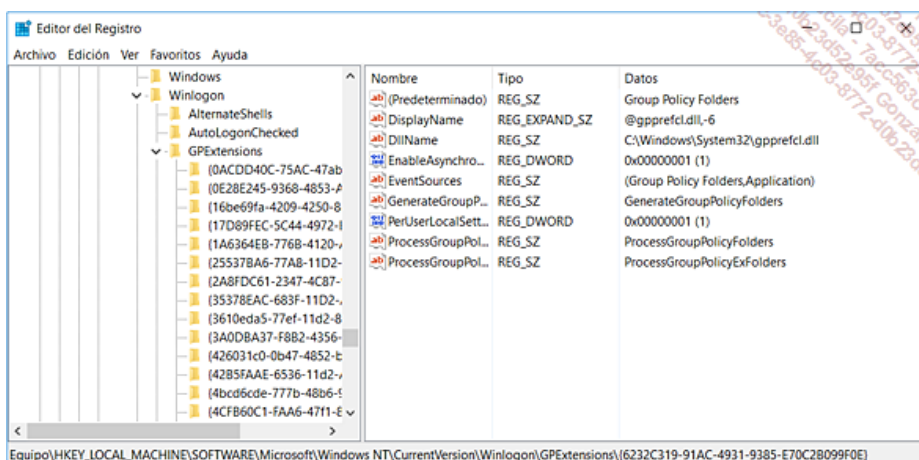 Editor del Registro
Archivo Edición Ver Favoritos Ayuda
Windows
Winlogon
AlternateShells
AutoLogonChecked
GPExtensions
{0ACDD40C-75AC-47ab
{0E28E245-9368-4853-A
{16be69fa-4209-4250-8
{17D89FEC-5C44-4972-
{1A6364EB-776B-4120-
{25537BA6-77A8-11D2-
{2A8FDC61-2347-4C87-
{35378EAC-683F-11D2-
{3610eda5-77ef-11d2-8
{3A0DBA37-F8B2-4356-
{426031c0-0b47-4852-b
{42B5FAAE-6536-11d2-
{4bcd6cde-777b-48b6-9
{4CFB60C1-FAA6-47f1-8
Nombre Tipo Datos
(Predeterminado) REG_SZ Group Policy Folders
DisplayName REG_EXPAND_SZ @gpprefcl.dll,-6
DllName REG_SZ C:\Windows\System32\gpprefcl.dll
EnableAsynchro... REG_DWORD 0x00000001 (1)
EventSources REG_SZ (Group Policy Folders,Application)
GenerateGroupP... REG_SZ GenerateGroupPolicyFolders
PerUserLocalSett... REG_DWORD 0x00000001 (1)
ProcessGroupPol... REG_SZ ProcessGroupPolicyFolders
ProcessGroupPol... REG_SZ ProcessGroupPolicyExFolders
Equipo\HKEY_LOCAL_MACHINE\SOFTWARE\Microsoft\Windows NT\CurrentVersion\Winlogon\GPExtensions\{6232C319-91AC-4931-9385-E70C2B099F0E}